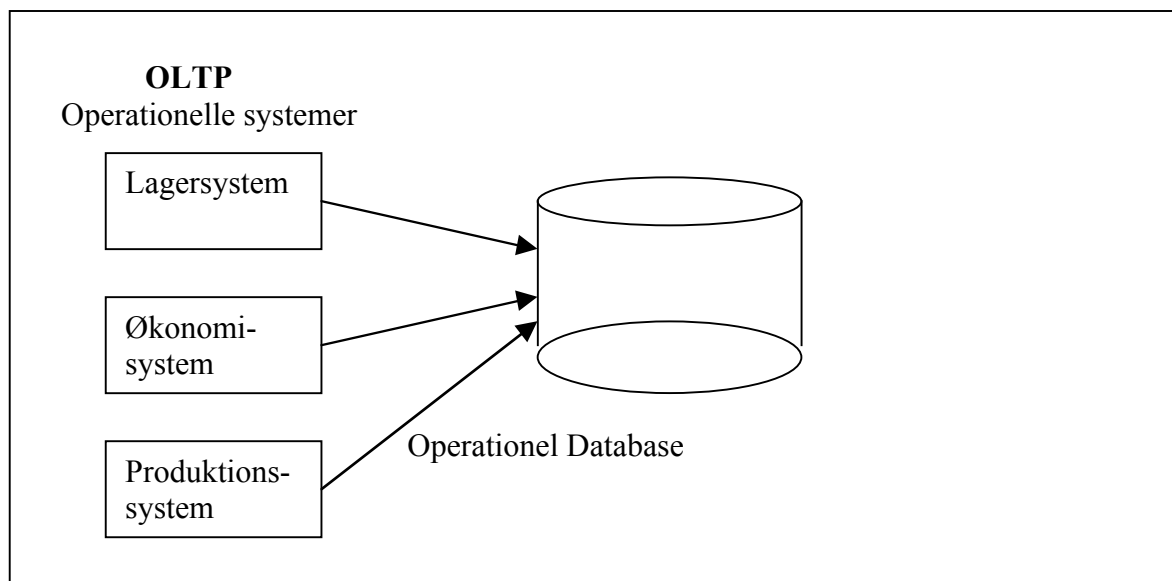 OLTP
Operationelle systemer
Lagersystem
Økonomi-
system
Produktions-
system
Operationel Database